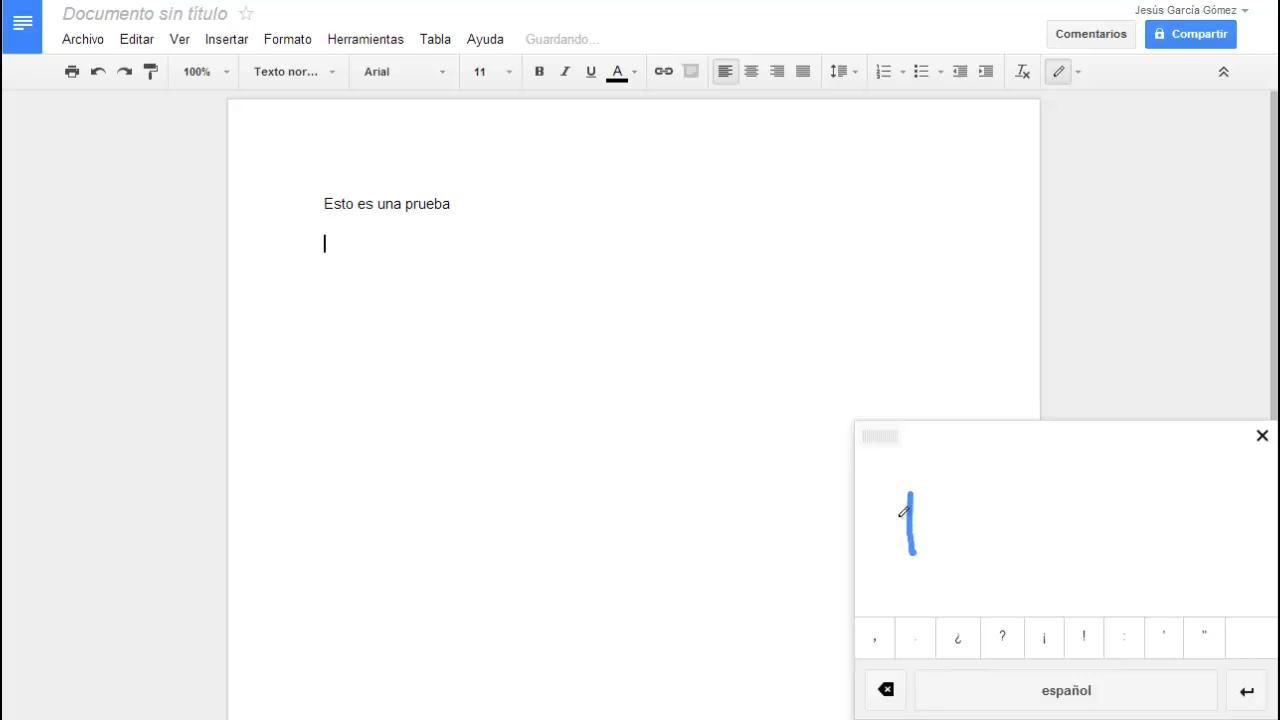 Documento sin título
Jesús García Gómez
Archivo Editar Ver Insertar Formato Herramientas Tabla Ayuda Guardando...
Comentarios Compartir
100% Texto nor... Arial 11 B I U A
Esto es una prueba
, . ¿ ? ¡ ! : ' "
español